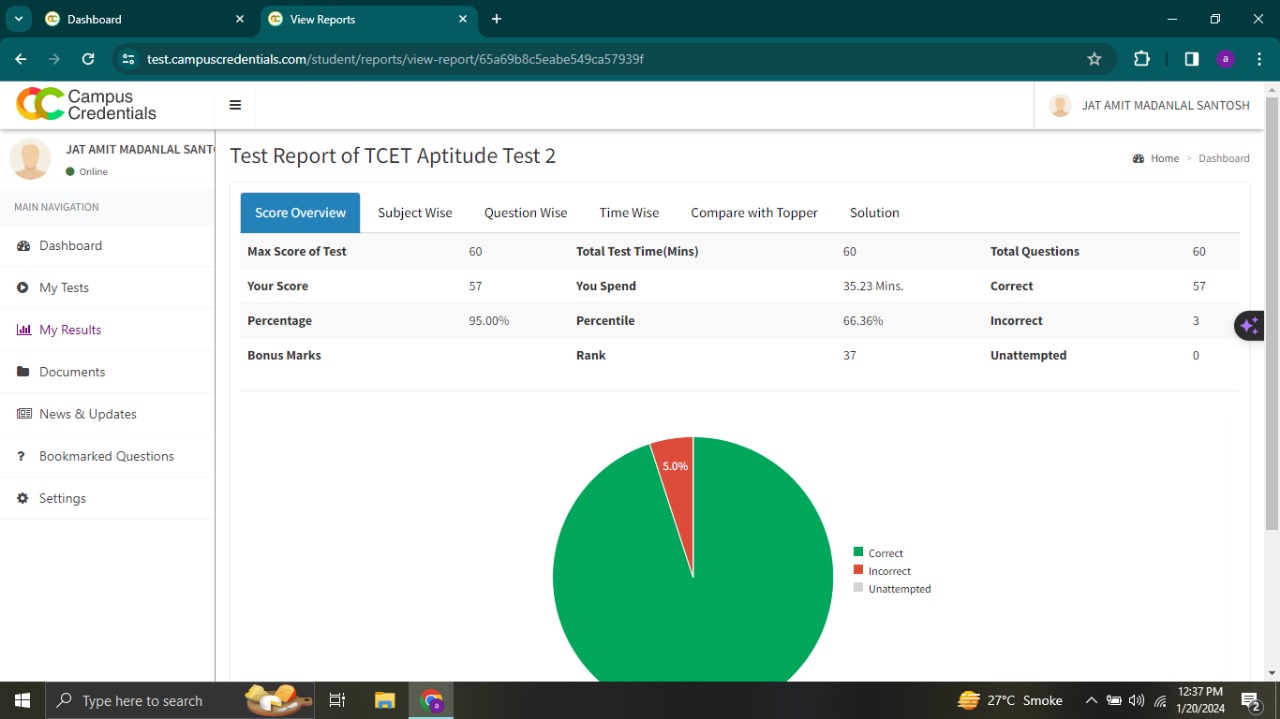 Dashboard
View Reports
test.campuscredentials.com/student/reports/view-report/65a69b8c5eabe549ca57939f
a
Campus
Credentials
JAT AMIT MADANLAL SANTOSH
JAT AMIT MADANLAL SANT
Online
MAIN NAVIGATION
Dashboard
My Tests
My Results
Documents
News & Updates
Bookmarked Questions
Settings
Test Report of TCET Aptitude Test 2
Home > Dashboard
Score Overview Subject Wise Question Wise Time Wise Compare with Topper Solution
Max Score of Test 60 Total Test Time(Mins) 60 Total Questions 60
Your Score 57 You Spend 35.23 Mins. Correct 57
Percentage 95.00% Percentile 66.36% Incorrect 3
Bonus Marks Rank 37 Unattempted 0
5.0%
Correct
Incorrect
Unattempted
Type here to search
a
27°C Smoke
12:37 PM
1/20/2024
2